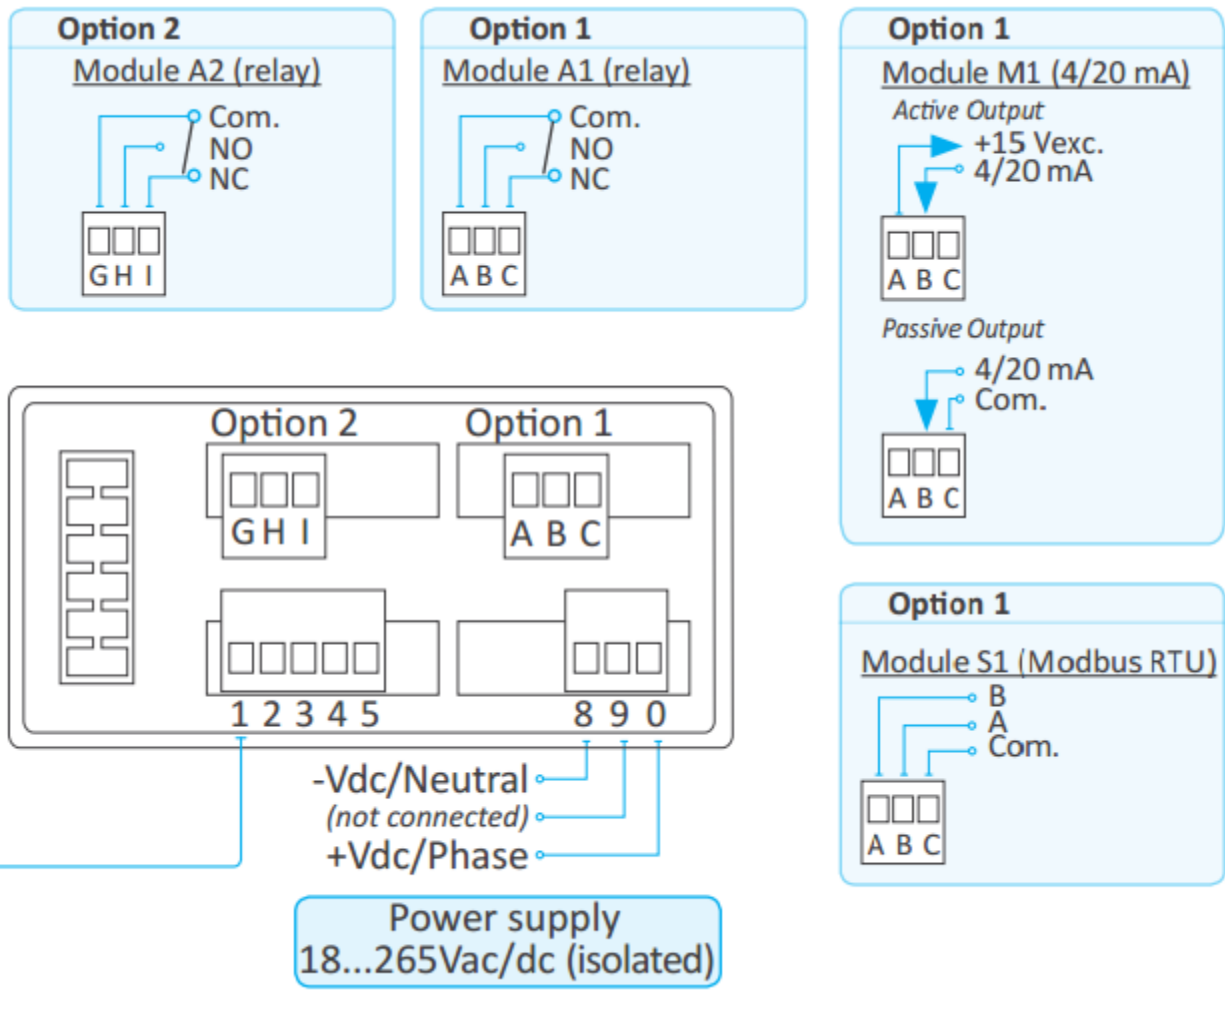 Option 2
Module A2 (relay)
Com.
NO
NC
G H I
Option 1
Module A1 (relay)
Com.
NO
NC
A B C
Option 1
Module M1 (4/20 mA)
Active Output
+15 Vexc.
4/20 mA
A B C
Passive Output
4/20 mA
Com.
A B C
Option 2
G H I
Option 1
A B C
1 2 3 4 5
8 9 0
-Vdc/Neutral
(not connected)
+Vdc/Phase
Power supply
18...265Vac/dc (isolated)
Option 1
Module S1 (Modbus RTU)
B
A
Com.
A B C